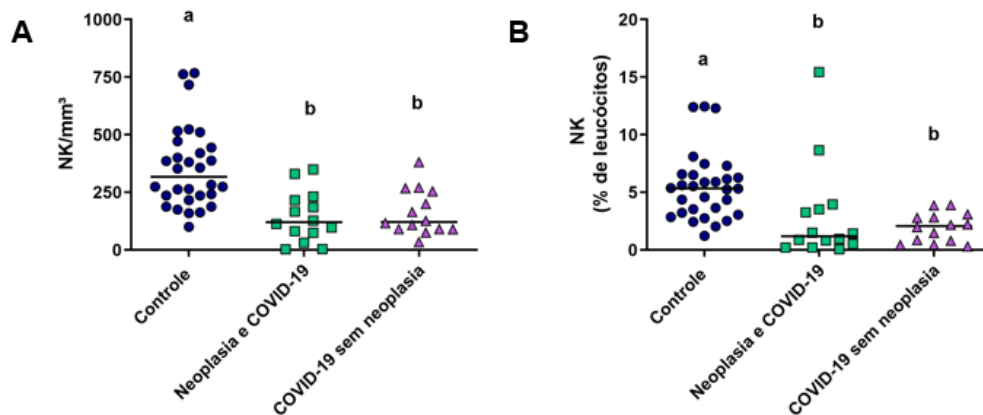 A
NK/mm³
1000
750
500
250
0
a
b
b
Controle
Neoplasia e COVID-19
COVID-19 sem neoplasia
B
NK
(% de leucócitos)
20
15
10
5
0
a
b
b
Controle
Neoplasia e COVID-19
COVID-19 sem neoplasia